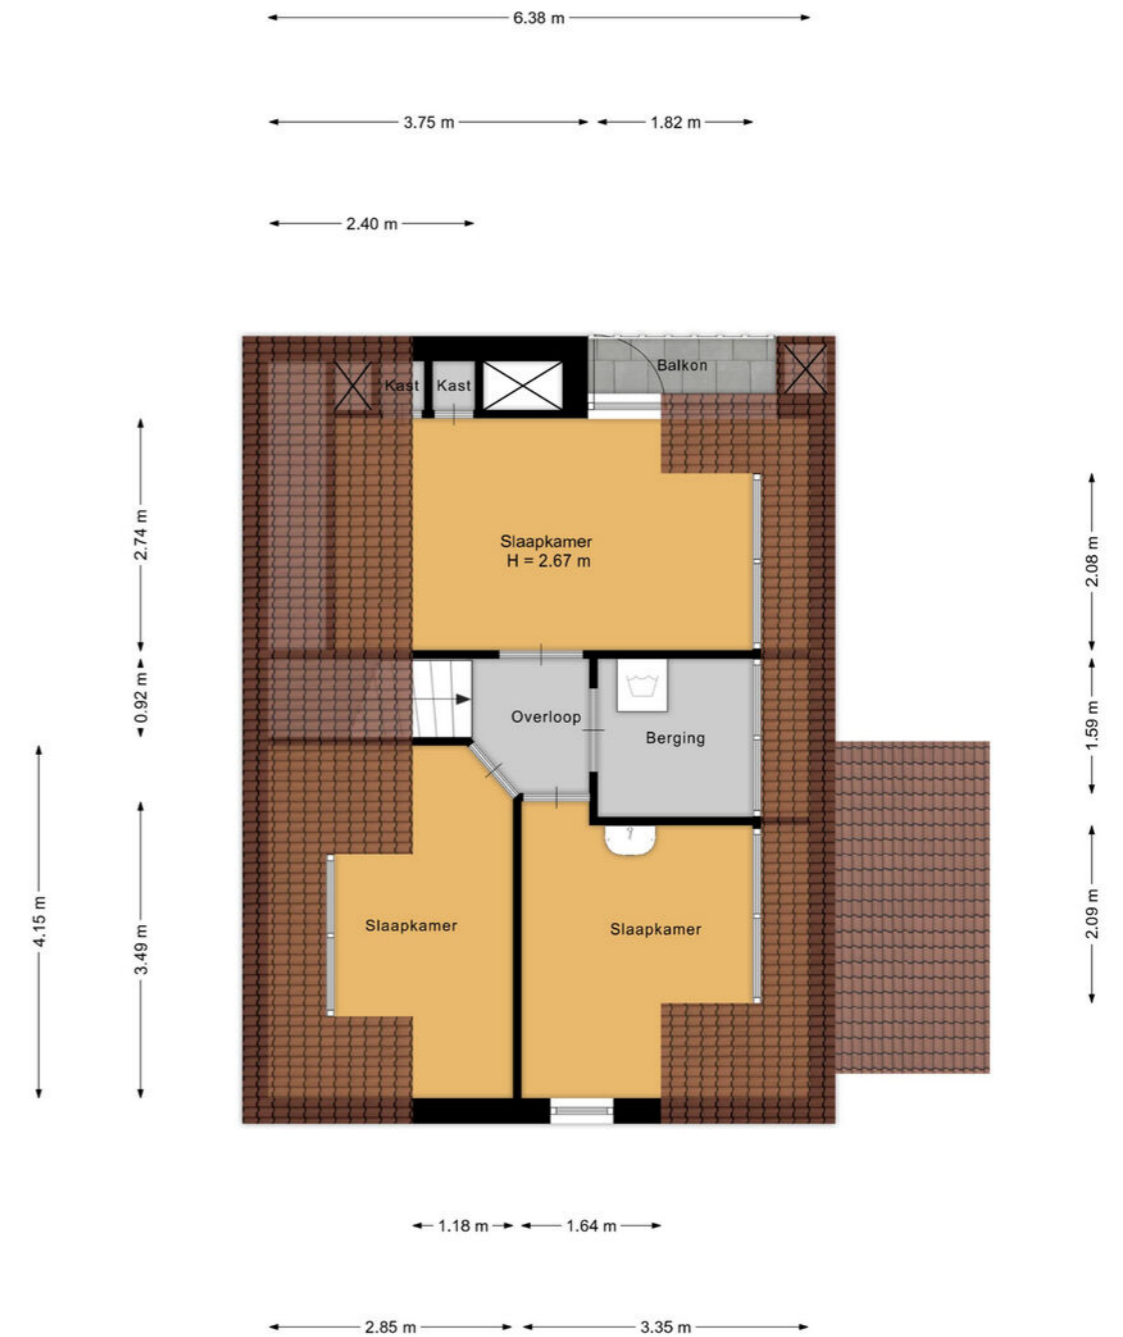 6.38 m
3.75 m
1.82 m
2.40 m
Balkon
Kast
Kast
2.74 m
Slaapkamer
H = 2.67 m
2.08 m
0.92 m
Overloop
Berging
1.59 m
4.15 m
3.49 m
Slaapkamer
Slaapkamer
2.09 m
1.18 m
1.64 m
2.85 m
3.35 m